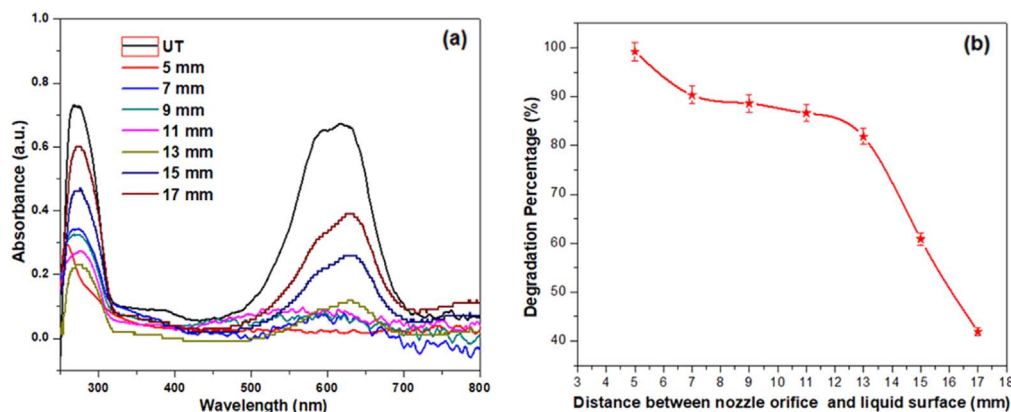 (a)
UT
5 mm
7 mm
9 mm
11 mm
13 mm
15 mm
17 mm
Absorbance (a.u.)
1.0
0.8
0.6
0.4
0.2
0.0
300 400 500 600 700 800
Wavelength (nm)
(b)
Degradation Percentage (%)
100
90
80
70
60
50
40
3 4 5 6 7 8 9 10 11 12 13 14 15 16 17 18
Distance between nozzle orifice and liquid surface (mm)